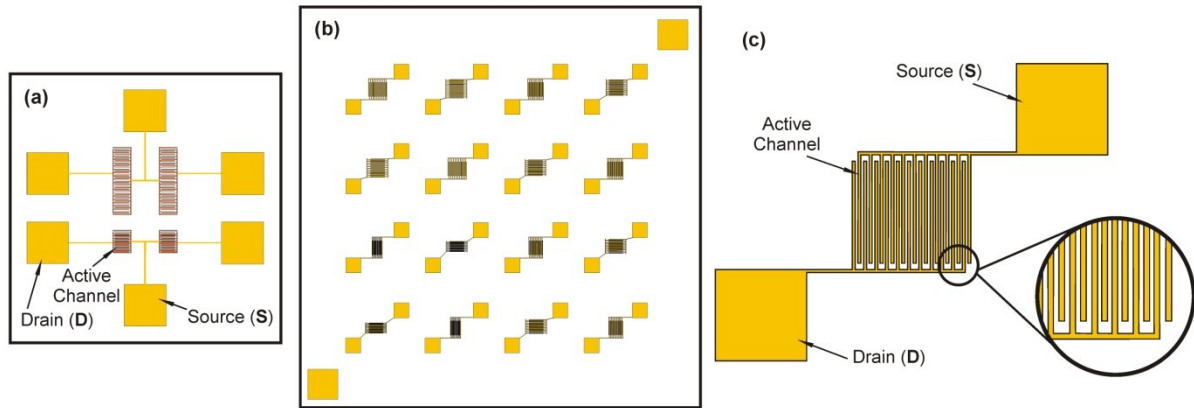 (a)
Active
Channel
Drain (D)
Source (S)
(b)
(c)
Source (S)
Active
Channel
Drain (D)